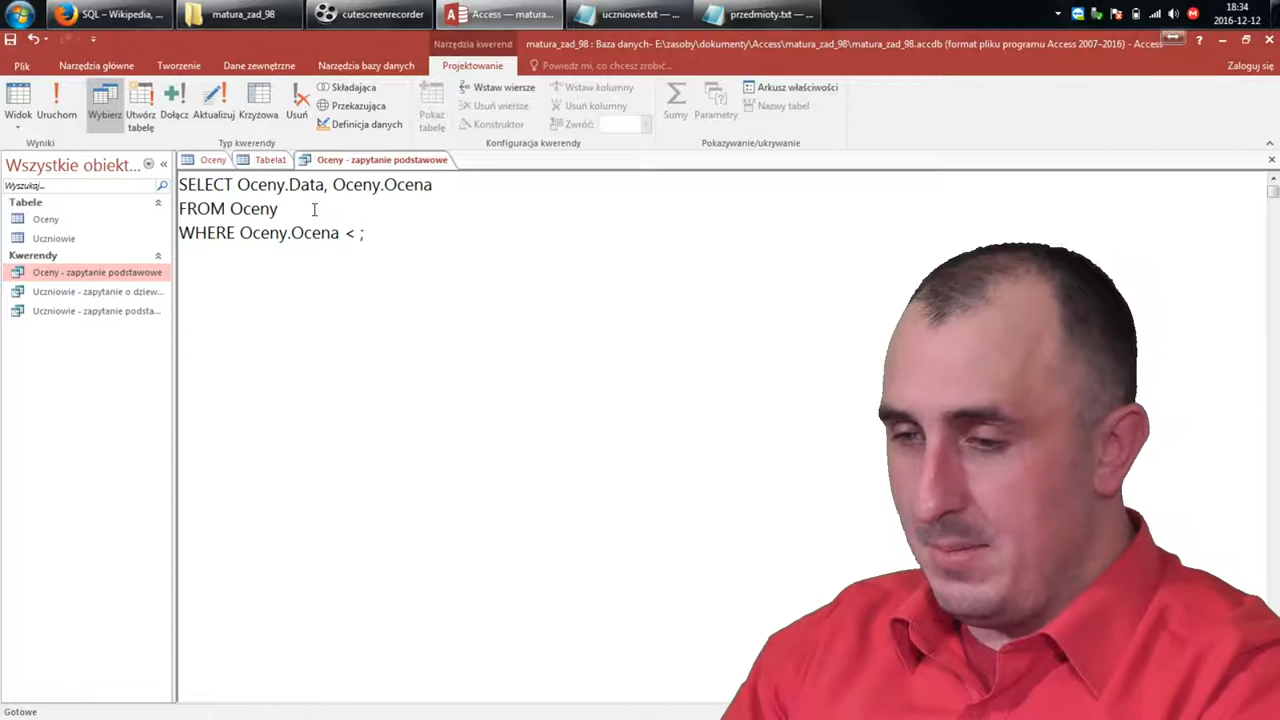 SQL – Wikipedia, ...
matura_zad_98
cutescreenrecorder
Access — matura...
uczniowie.txt — ...
przedmioty.txt — ...
18:34
2016-12-12
Narzędzia kwerend
matura_zad_98 : Baza danych- E:\zasoby\dokumenty\Access\matura_zad_98\matura_zad_98.accdb (format pliku programu Access 2007–2016) - Access
Plik
Narzędzia główne
Tworzenie
Dane zewnętrzne
Narzędzia bazy danych
Projektowanie
Powiedz mi, co chcesz zrobić...
Zaloguj się
Widok
Uruchom
Wybierz
Utwórz tabelę
Dołącz
Aktualizuj
Krzyżowa
Usuń
Składająca
Przekazująca
Definicja danych
Pokaz tabelę
Wstaw wiersze
Usuń wiersze
Konstruktor
Wstaw kolumny
Usuń kolumny
Zwróć:
Sumy
Parametry
Arkusz właściwości
Nazwy tabel
Wyniki
Typ kwerendy
Konfiguracja kwerendy
Pokazywanie/ukrywanie
Wszystkie obiekt...
Wyszukaj...
Tabele
Oceny
Uczniowie
Kwerendy
Oceny - zapytanie podstawowe
Uczniowie - zapytanie o dziew...
Uczniowie - zapytanie podsta...
Oceny
Tabela1
Oceny - zapytanie podstawowe
SELECT Oceny.Data, Oceny.Ocena
FROM Oceny
WHERE Oceny.Ocena < ;
Gotowe